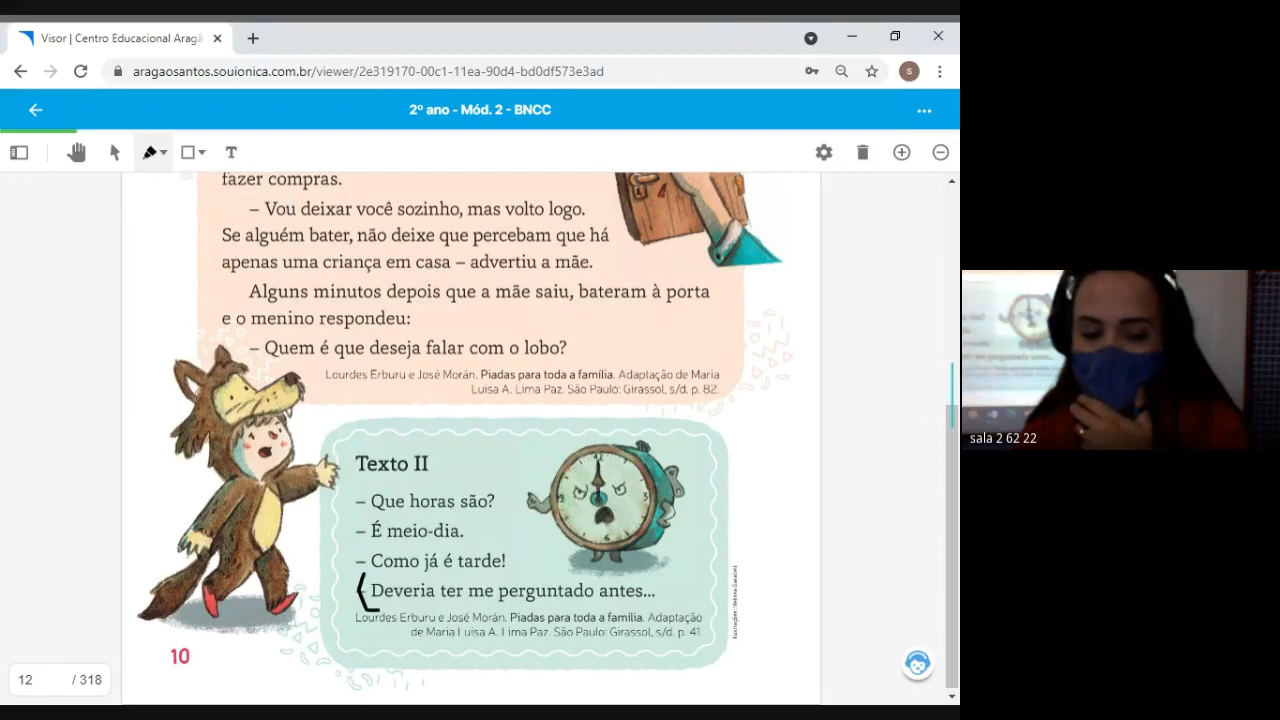 Visor | Centro Educacional Aragã
aragaosantos.souionica.com.br/viewer/2e319170-00c1-11ea-90d4-bd0df573e3ad
S
2º ano - Mód. 2 - BNCC
T
fazer compras.
– Vou deixar você sozinho, mas volto logo.
Se alguém bater, não deixe que percebam que há
apenas uma criança em casa – advertiu a mãe.
Alguns minutos depois que a mãe saiu, bateram à porta
e o menino respondeu:
– Quem é que deseja falar com o lobo?
Lourdes Erburu e José Morán. Piadas para toda a família. Adaptação de Maria
Luisa A. Lima Paz. São Paulo: Girassol, s/d. p. 82.
Texto II
– Que horas são?
– É meio-dia.
– Como já é tarde!
– Deveria ter me perguntado antes...
Lourdes Erburu e José Morán. Piadas para toda a família. Adaptação
de Maria Luisa A. Lima Paz. São Paulo: Girassol, s/d. p. 41.
12
3
10
12 / 318
sala 2 62 22